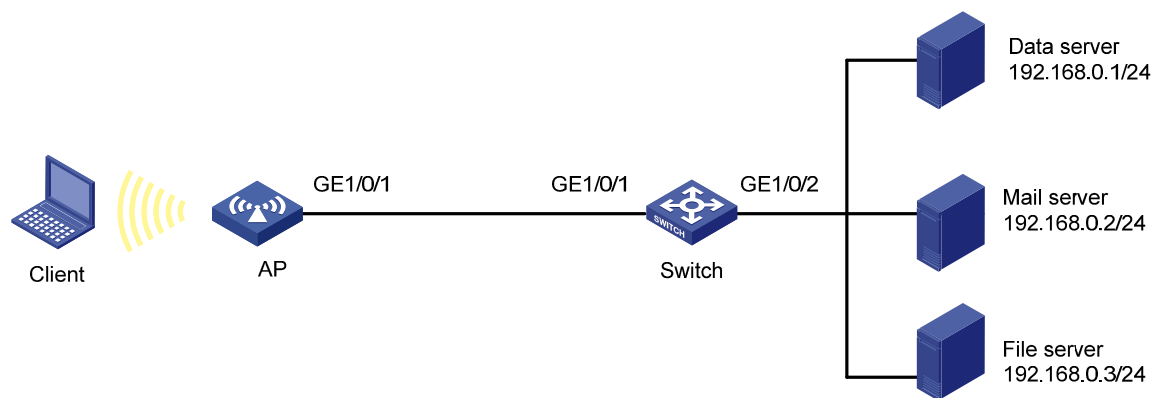 Data server
192.168.0.1/24
GE1/0/1
GE1/0/1
GE1/0/2
SWITCH
Mail server
192.168.0.2/24
Client
AP
Switch
File server
192.168.0.3/24